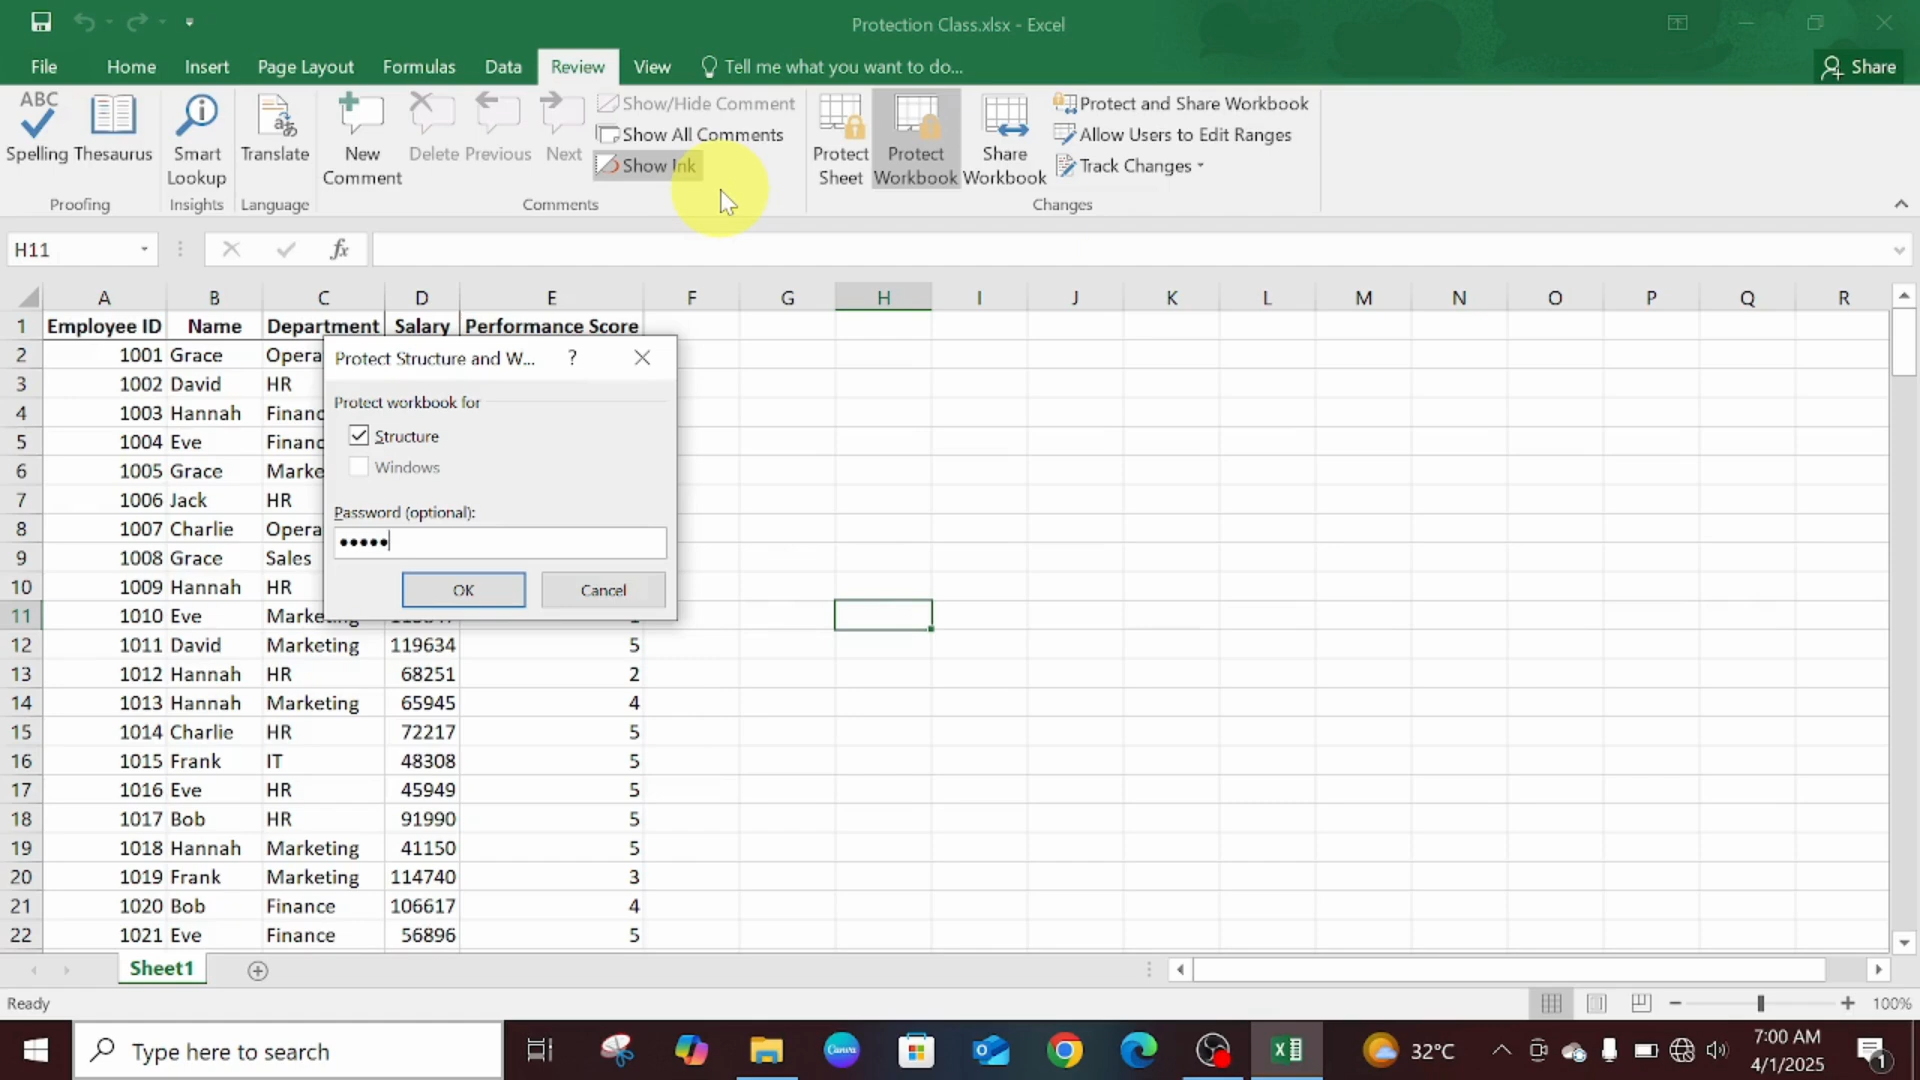 Protection Class.xlsx - Excel
File Home Insert Page Layout Formulas Data Review View Tell me what you want to do... Share
ABC
Spelling Thesaurus Smart Lookup Translate New Comment Delete Previous Next
Show/Hide Comment
Show All Comments
Show Ink
Protect Sheet Protect Workbook Share Workbook
Protect and Share Workbook
Allow Users to Edit Ranges
Track Changes
Proofing Insights Language Comments Changes
H11 fx
A B C D E F G H I J K L M N O P Q R
1 Employee ID Name Department Salary Performance Score
2 1001 Grace Opera
3 1002 David HR
4 1003 Hannah Financ
5 1004 Eve Financ
6 1005 Grace Marke
7 1006 Jack HR
8 1007 Charlie Opera
9 1008 Grace Sales
10 1009 Hannah HR
11 1010 Eve Marke
12 1011 David Marketing 119634 5
13 1012 Hannah HR 68251 2
14 1013 Hannah Marketing 65945 4
15 1014 Charlie HR 72217 5
16 1015 Frank IT 48308 5
17 1016 Eve HR 45949 5
18 1017 Bob HR 91990 5
19 1018 Hannah Marketing 41150 5
20 1019 Frank Marketing 114740 3
21 1020 Bob Finance 106617 4
22 1021 Eve Finance 56896 5
Protect Structure and W... ?
Protect workbook for
Structure
Windows
Password (optional):
•••••
OK Cancel
Sheet1
Ready 100%
Type here to search
Canva
32°C
7:00 AM
4/1/2025
1